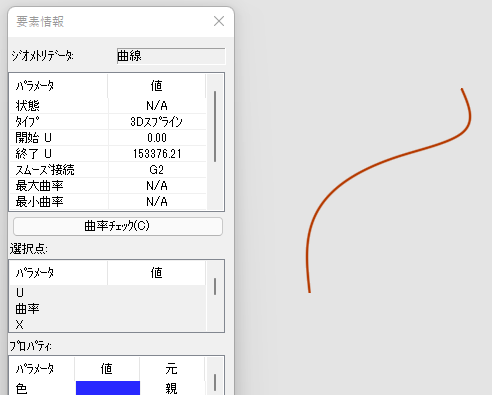 要素情報
ジオメトリデータ: 曲線
パラメータ 値
状態 N/A
タイプ 3Dスプライン
開始 U 0.00
終了 U 153376.21
スムーズ接続 G2
最大曲率 N/A
最小曲率 N/A
曲率チェック(C)
選択点:
パラメータ 値
U
曲率
X
プロパティ:
パラメータ 値 元
色 親